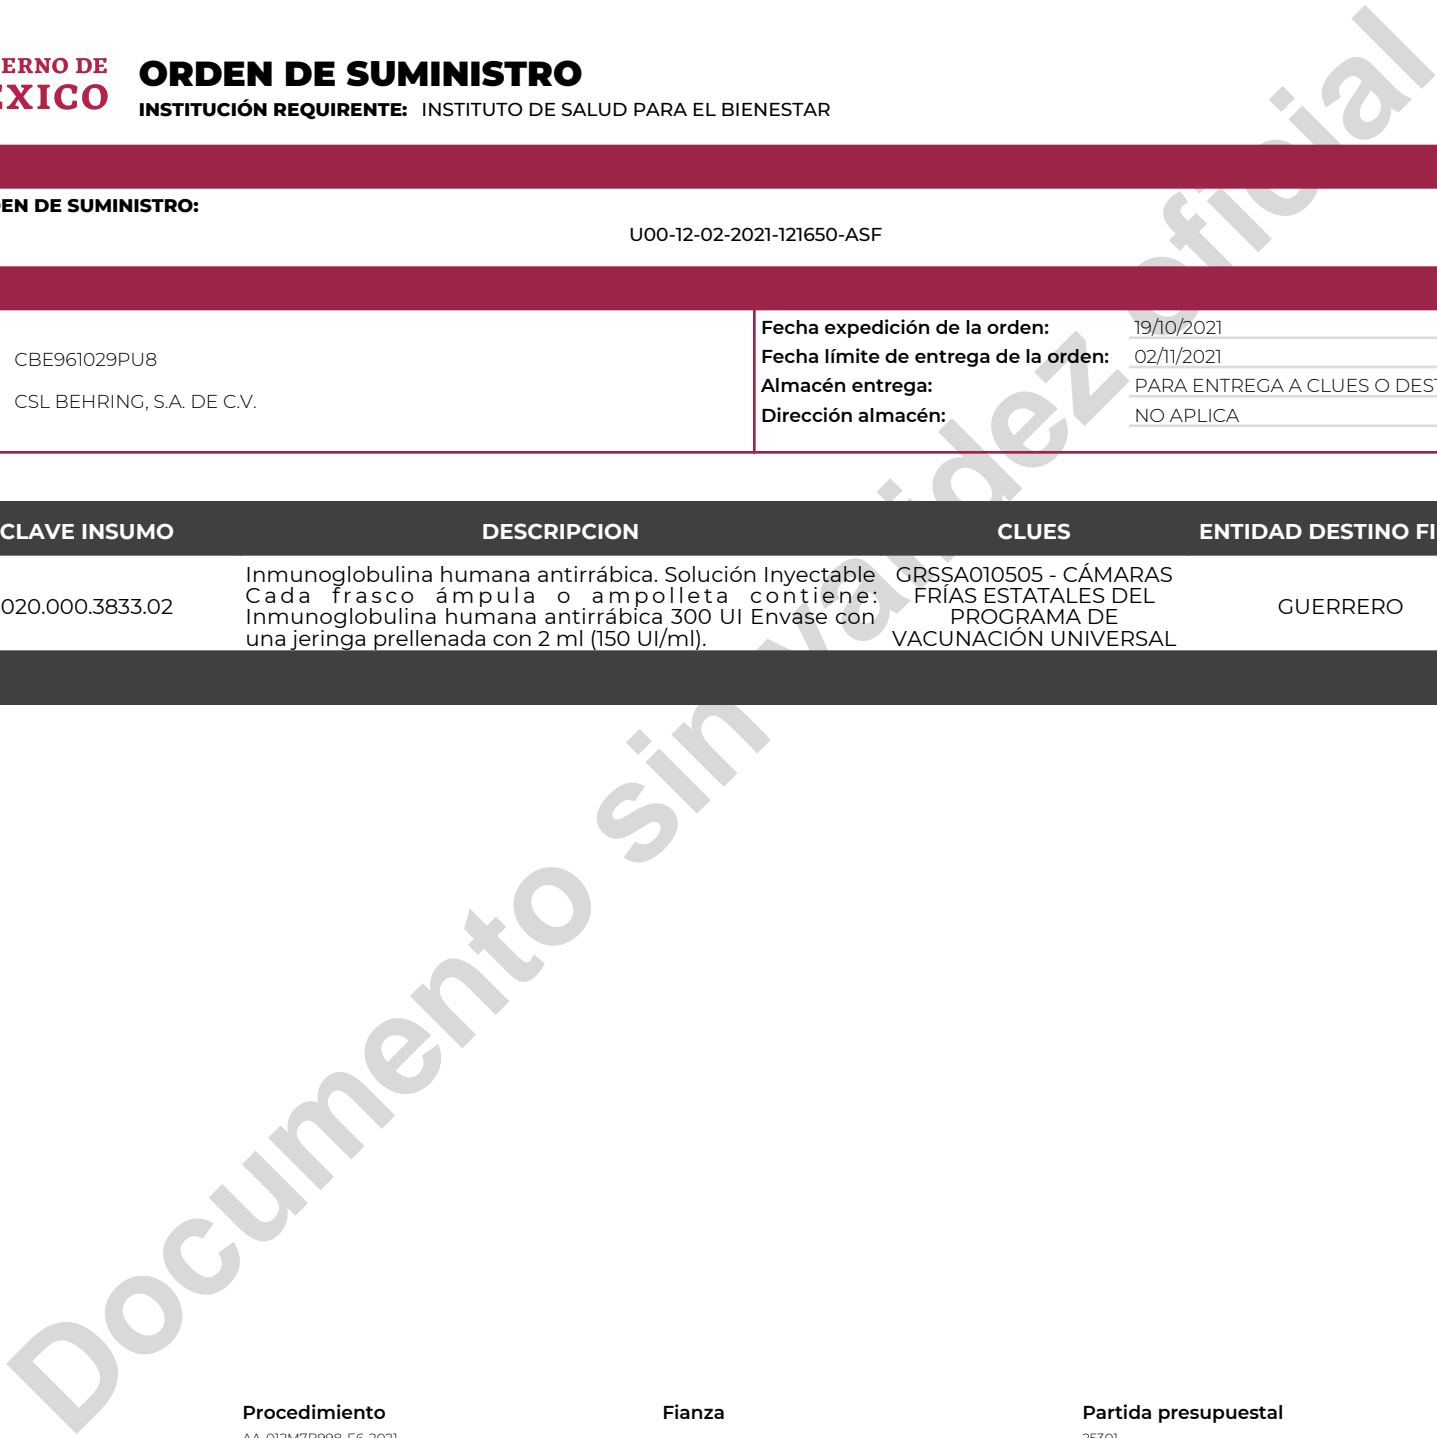 ERNO DE
ÉXICO
ORDEN DE SUMINISTRO
INSTITUCIÓN REQUIRENTE: INSTITUTO DE SALUD PARA EL BIENESTAR
EN DE SUMINISTRO:
U00-12-02-2021-121650-ASF
CBE961029PU8
CSL BEHRING, S.A. DE C.V.
Fecha expedición de la orden: 19/10/2021
Fecha límite de entrega de la orden: 02/11/2021
Almacén entrega: PARA ENTREGA A CLUES O DEST
Dirección almacén: NO APLICA
CLAVE INSUMO DESCRIPCION CLUES ENTIDAD DESTINO FI
020.000.3833.02
Inmunoglobulina humana antirrábica. Solución Inyectable
Cada frasco ámpula o ampolleta contiene:
Inmunoglobulina humana antirrábica 300 UI Envase con
una jeringa prellenada con 2 ml (150 UI/ml).
GRSSA010505 - CÁMARAS
FRÍAS ESTATALES DEL
PROGRAMA DE
VACUNACIÓN UNIVERSAL
GUERRERO
Documento sin validez oficial
Procedimiento Fianza Partida presupuestal